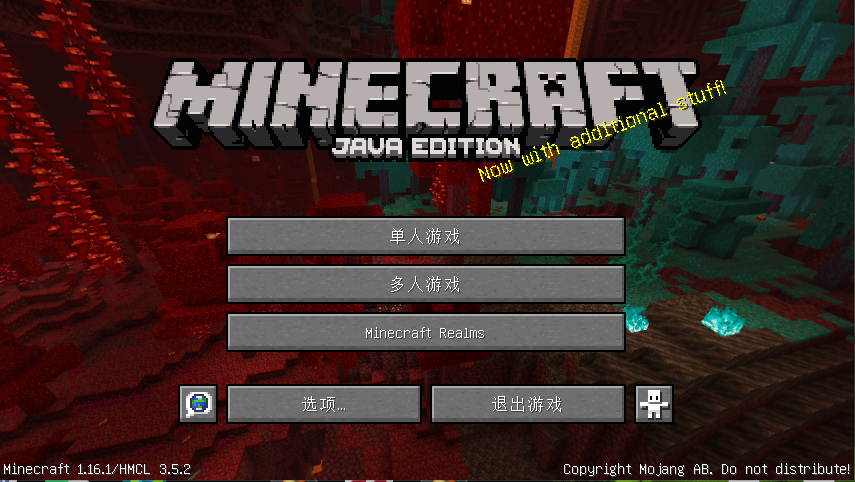 MINECRAFT
JAVA EDITION
Now with additional stuff!
单人游戏
多人游戏
Minecraft Realms
选项...
退出游戏
Minecraft 1.16.1/HMCL 3.5.2
Copyright Mojang AB. Do not distribute!